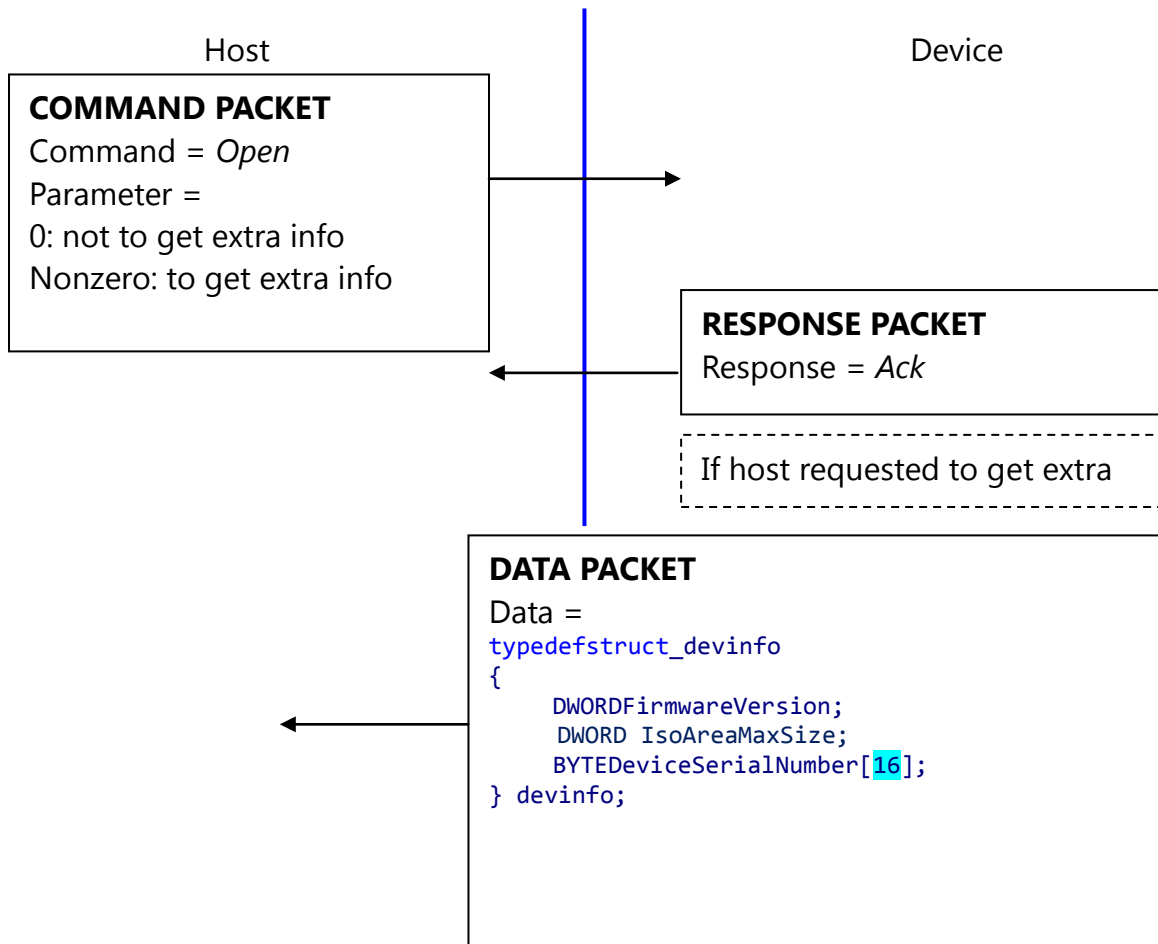 Host
Device
COMMAND PACKET
Command = Open
Parameter =
0: not to get extra info
Nonzero: to get extra info
RESPONSE PACKET
Response = Ack
If host requested to get extra
DATA PACKET
Data =
typedefstruct_devinfo
{
DWORDFirmwareVersion;
DWORD IsoAreaMaxSize;
BYTEDeviceSerialNumber[16];
} devinfo;